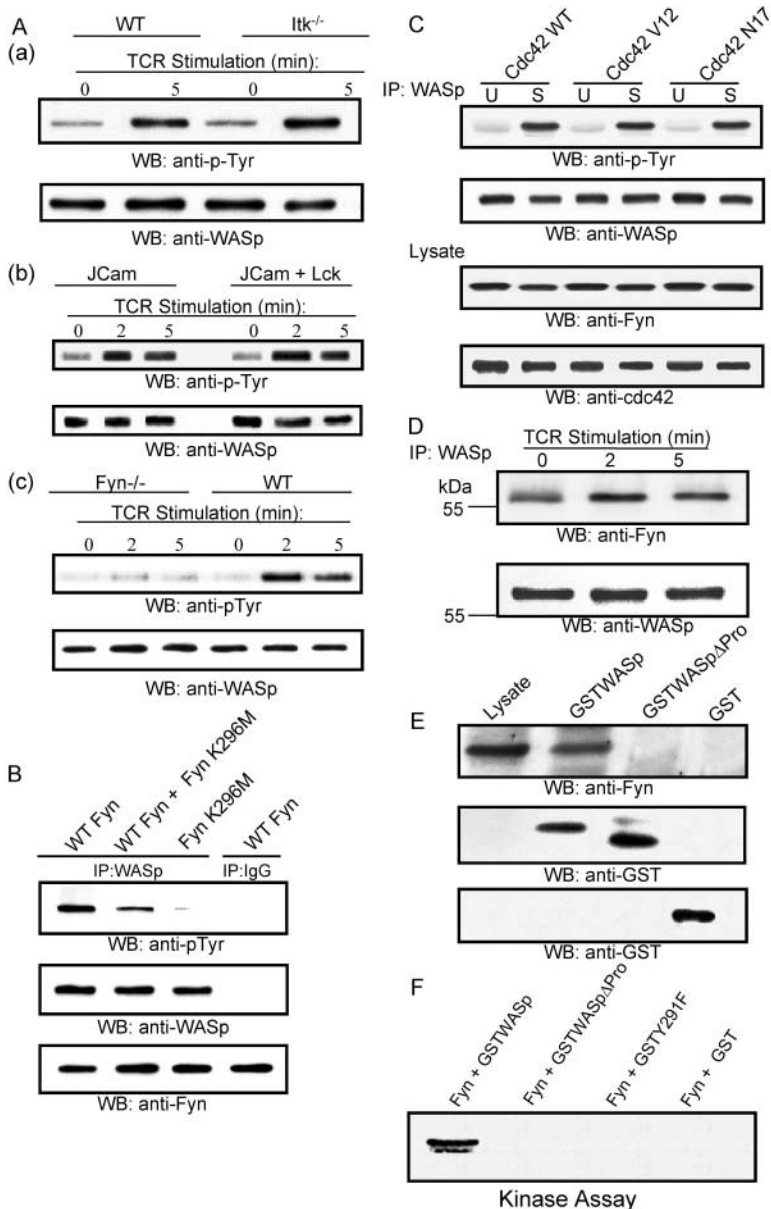 A
(a)
WT Itk-/-
TCR Stimulation (min):
0 5 0 5
WB: anti-p-Tyr
WB: anti-WASp
(b)
JCam JCam + Lck
TCR Stimulation (min):
0 2 5 0 2 5
WB: anti-p-Tyr
WB: anti-WASp
(c)
Fyn-/- WT
TCR Stimulation (min):
0 2 5 0 2 5
WB: anti-pTyr
WB: anti-WASp
B
WT Fyn WT Fyn + Fyn K296M Fyn K296M WT Fyn
IP:WASp IP:IgG
WB: anti-pTyr
WB: anti-WASp
WB: anti-Fyn
C
Cdc42 WT Cdc42 V12 Cdc42 N17
IP: WASp U S U S U S
WB: anti-p-Tyr
WB: anti-WASp
Lysate
WB: anti-Fyn
WB: anti-cdc42
D
TCR Stimulation (min)
IP: WASp 0 2 5
kDa
55
WB: anti-Fyn
55
WB: anti-WASp
E
Lysate GSTWASp GSTWASpΔPro GST
WB: anti-Fyn
WB: anti-GST
WB: anti-GST
F
Fyn + GSTWASp Fyn + GSTWASpΔPro Fyn + GSTY291F Fyn + GST
Kinase Assay